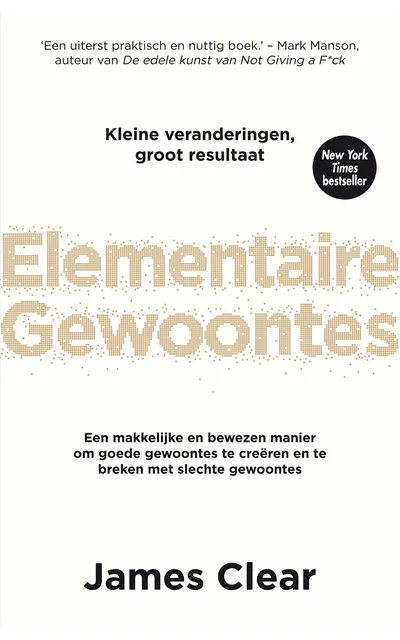 ‘Een uiterst praktisch en nuttig boek.’ – Mark Manson,
auteur van De edele kunst van Not Giving a F*ck
Kleine veranderingen,
groot resultaat
New York
Times
bestseller
Elementaire
Gewoontes
Een makkelijke en bewezen manier
om goede gewoontes te creëren en te
breken met slechte gewoontes
James Clear